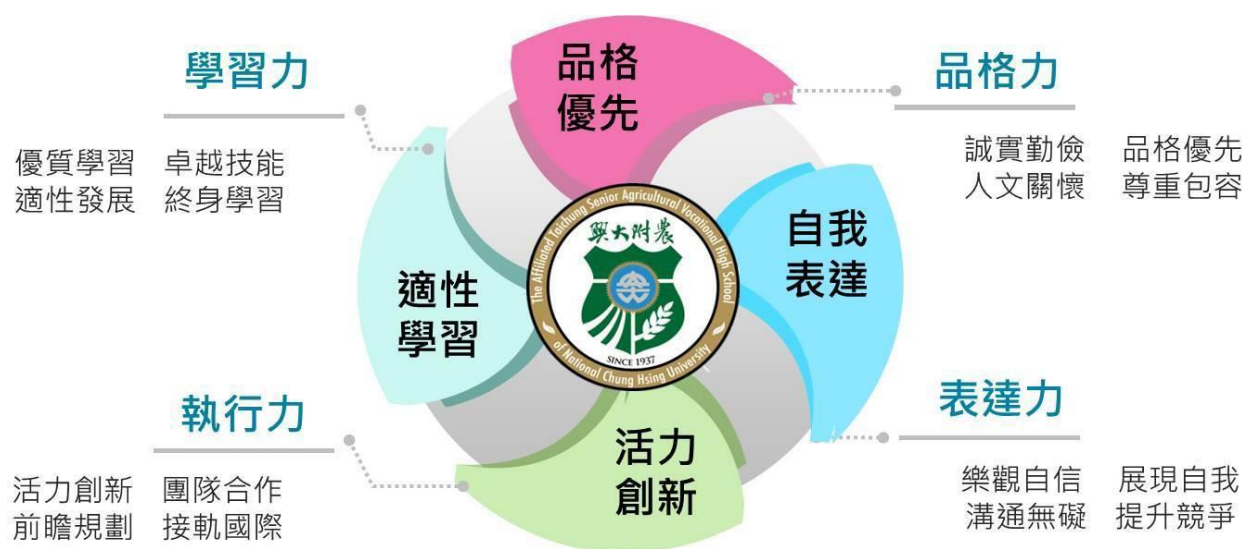 學習力
優質學習 卓越技能
適性發展 終身學習
品格
優先
品格力
誠實勤儉 品格優先
人文關懷 尊重包容
適性
學習
The Affiliated Taichung Senior Agricultural Vocational High School
of National Chung Hsing University
興大附農
SINCE 1937
自我
表達
執行力
活力創新 團隊合作
前瞻規劃 接軌國際
活力
創新
表達力
樂觀自信 展現自我
溝通無礙 提升競爭